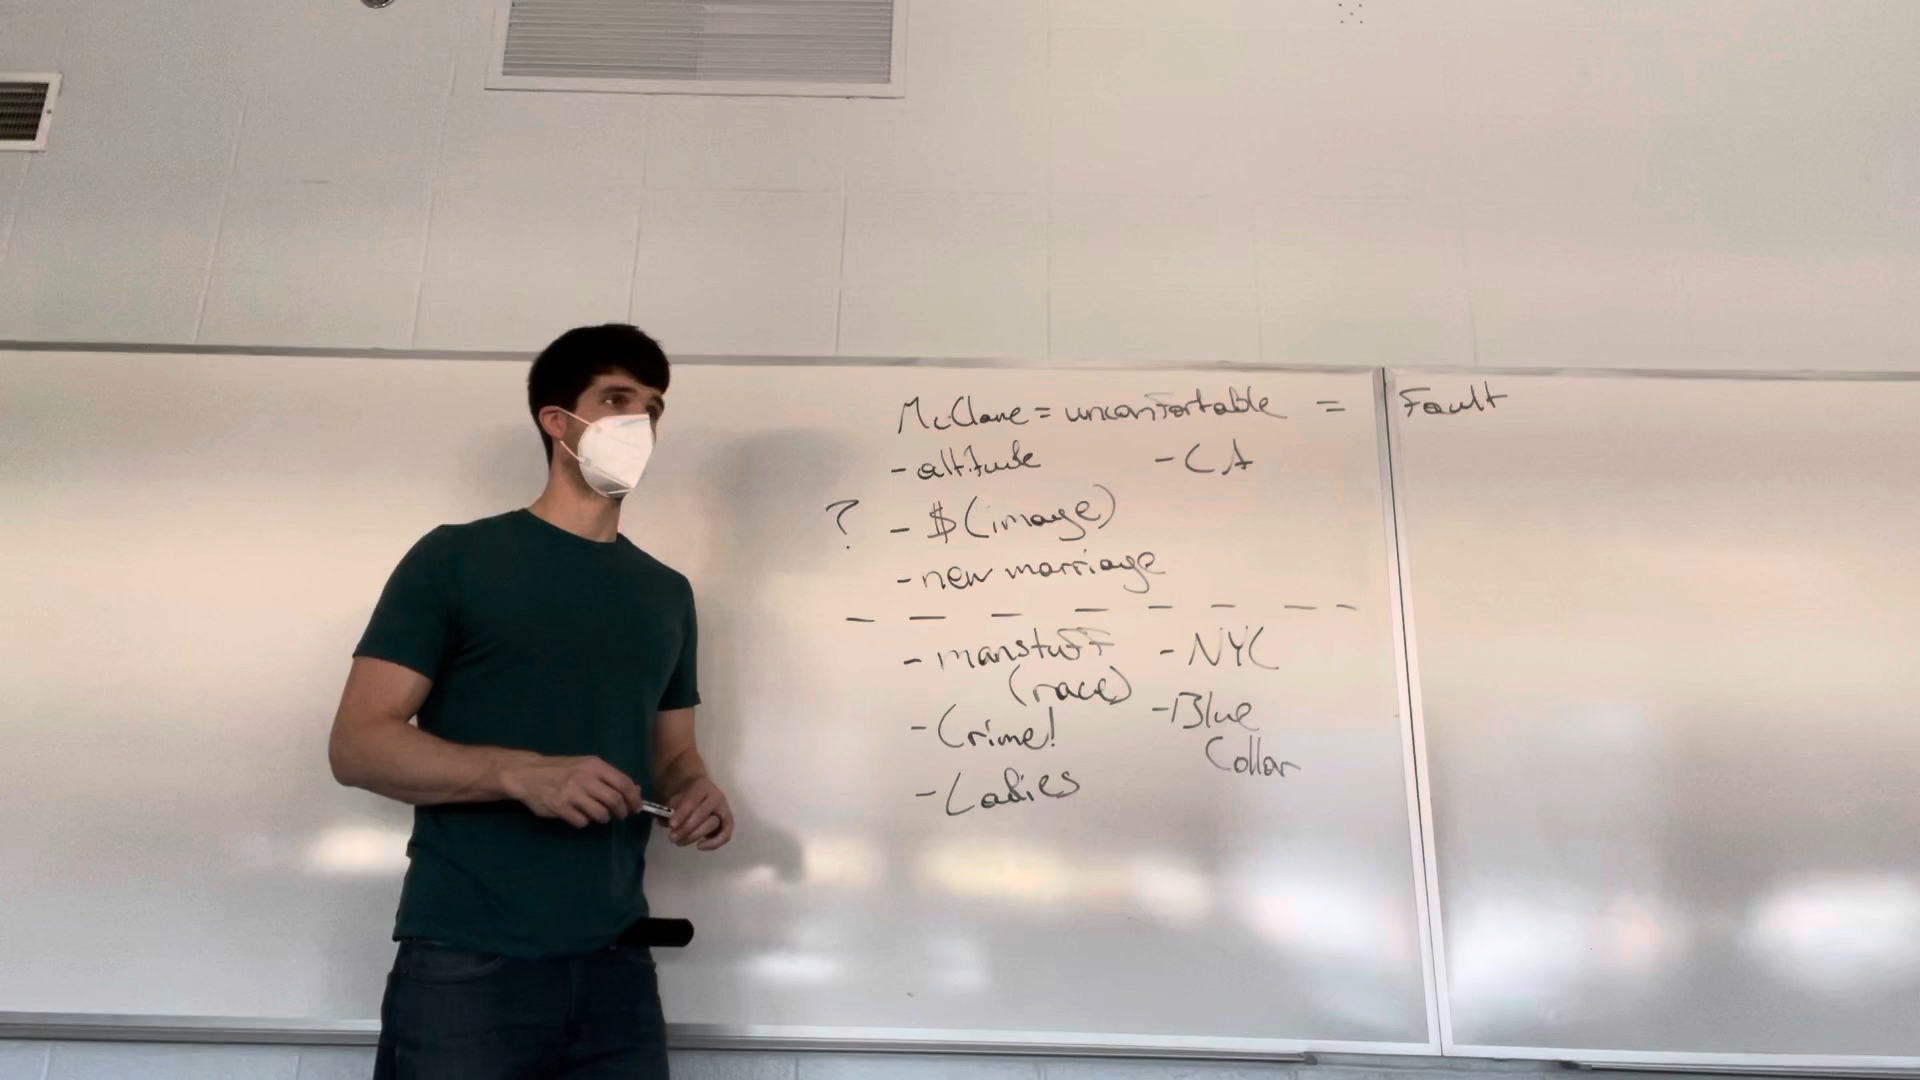 McClane = uncomfortable = Fault
- altitude - CA
? - $ (image)
- new marriage
- manstuff - NYC
(race)
- Crime! - Blue
Collar
- Ladies